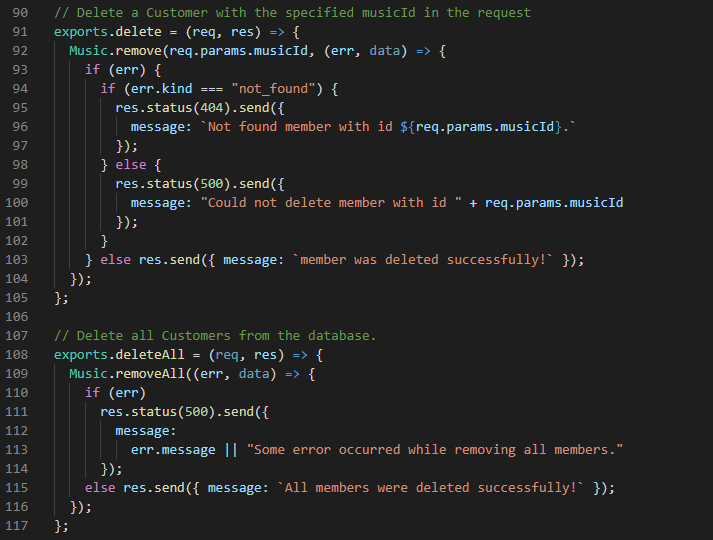 90 // Delete a Customer with the specified musicId in the request
91 exports.delete = (req, res) => {
92   Music.remove(req.params.musicId, (err, data) => {
93     if (err) {
94       if (err.kind === "not_found") {
95         res.status(404).send({
96           message: `Not found member with id ${req.params.musicId}.`
97         });
98       } else {
99         res.status(500).send({
100           message: "Could not delete member with id " + req.params.musicId
101         });
102       }
103     } else res.send({ message: `member was deleted successfully!` });
104   });
105 };
106
107 // Delete all Customers from the database.
108 exports.deleteAll = (req, res) => {
109   Music.removeAll((err, data) => {
110     if (err)
111       res.status(500).send({
112         message:
113           err.message || "Some error occurred while removing all members."
114       });
115     else res.send({ message: `All members were deleted successfully!` });
116   });
117 };